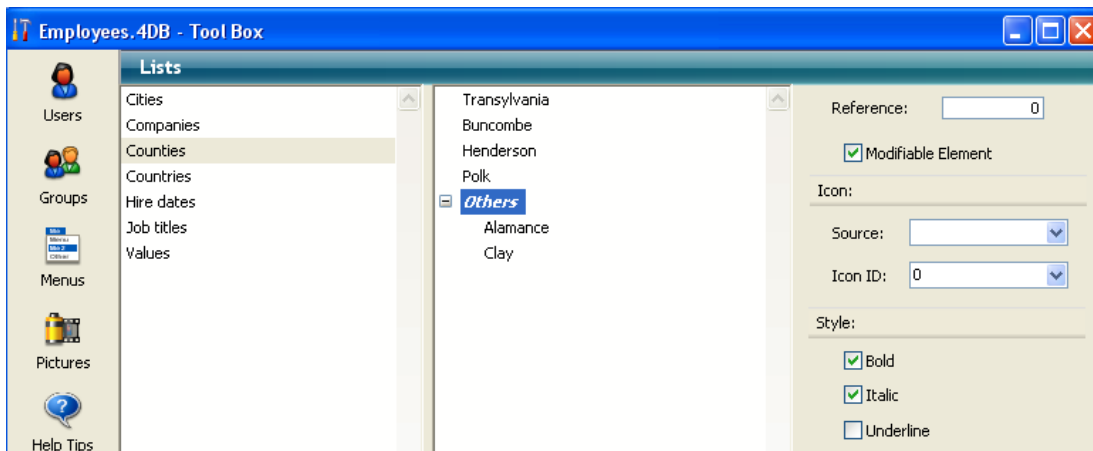 Employees.4DB - Tool Box
Lists
Users
Groups
Menus
Pictures
Help Tips
Cities
Companies
Counties
Countries
Hire dates
Job titles
Values
Transylvania
Buncombe
Henderson
Polk
Others
Alamance
Clay
Reference: 0
Modifiable Element
Icon:
Source:
Icon ID: 0
Style:
Bold
Italic
Underline